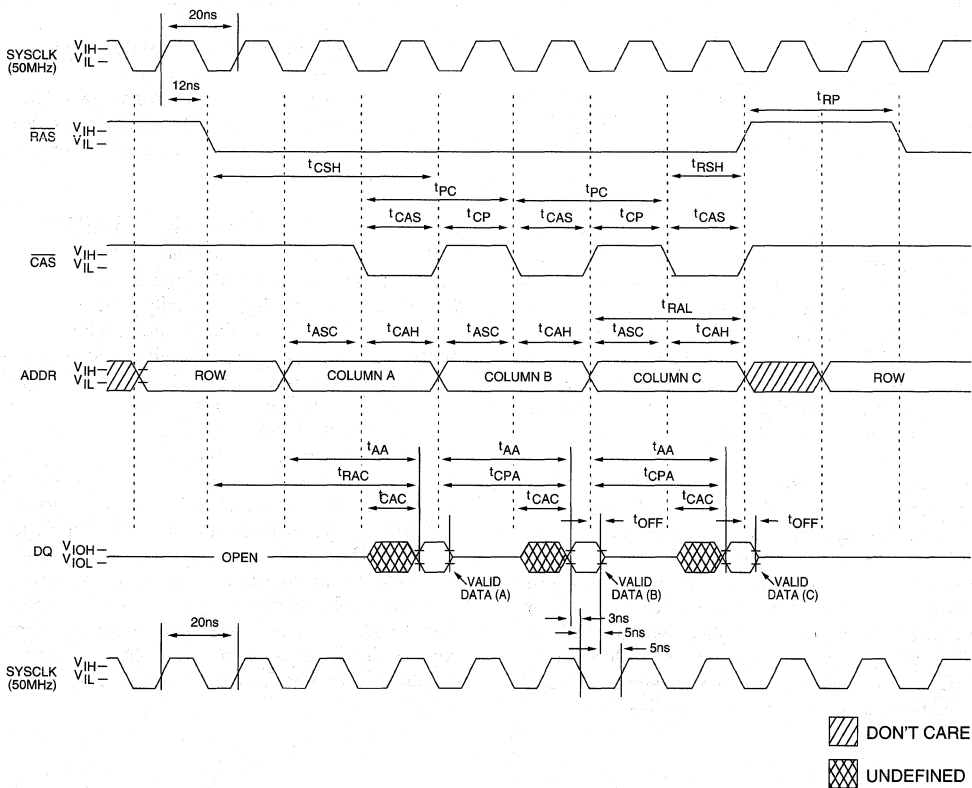 20ns
SYSCLK (50MHz) VIH VIL
12ns
tRP
RAS VIH VIL
tCSH tRSH
tPC tPC
tCAS tCP tCAS tCP tCAS
CAS VIH VIL
tRAL
tASC tCAH tASC tCAH tASC tCAH
ADDR VIH VIL ROW COLUMN A COLUMN B COLUMN C ROW
tAA tAA tAA
tRAC tCPA tCPA
tCAC tCAC tCAC
tOFF tOFF
DQ VIOH VIOL OPEN
VALID DATA (A) VALID DATA (B) VALID DATA (C)
3ns
20ns 5ns
5ns
SYSCLK (50MHz) VIH VIL
DON'T CARE
UNDEFINED